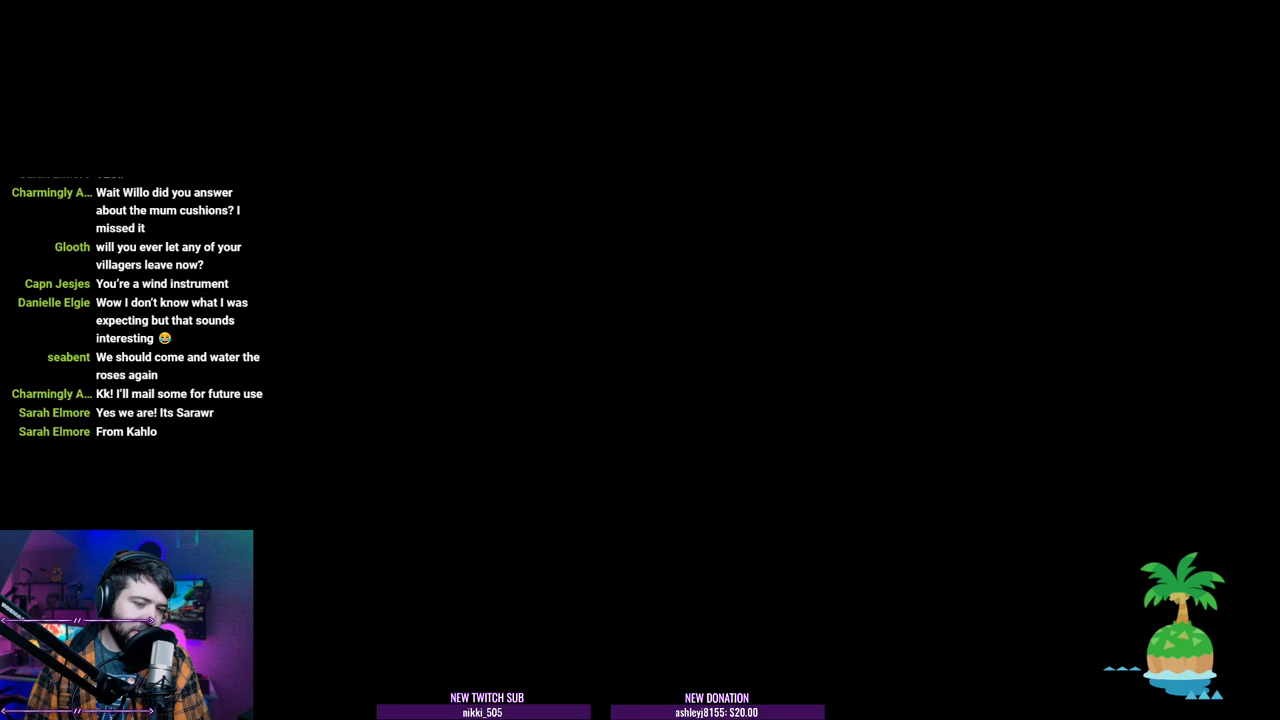 Charmingly A... Wait Willo did you answer
about the mum cushions? I
missed it
Glooth will you ever let any of your
villagers leave now?
Capn Jesjes You're a wind instrument
Danielle Elgie Wow I don't know what I was
expecting but that sounds
interesting 😂
seabent We should come and water the
roses again
Charmingly A... Kk! I'll mail some for future use
Sarah Elmore Yes we are! Its Sarawr
Sarah Elmore From Kahlo
NEW TWITCH SUB
nikki_505
NEW DONATION
ashleyj8155: $20.00